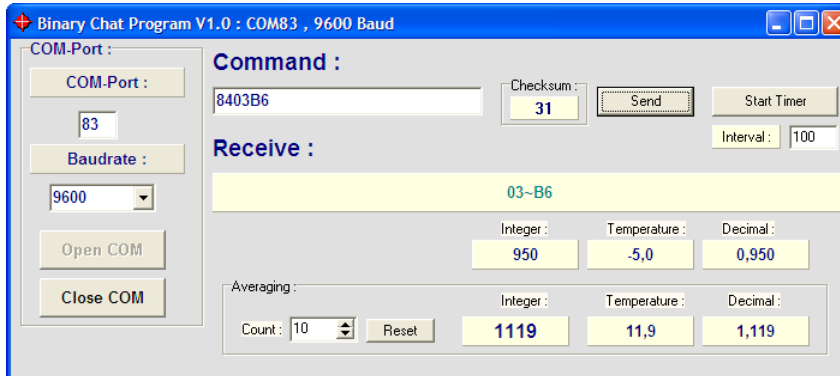 Binary Chat Program V1.0 : COM83 , 9600 Baud
COM-Port :
COM-Port :
83
Baudrate :
9600
Open COM
Close COM
Command :
8403B6
Checksum :
31
Send
Start Timer
Interval : 100
Receive :
03~B6
Integer : Temperature : Decimal :
950 -5,0 0,950
Averaging :
Integer : Temperature : Decimal :
Count : 10 Reset 1119 11,9 1,119